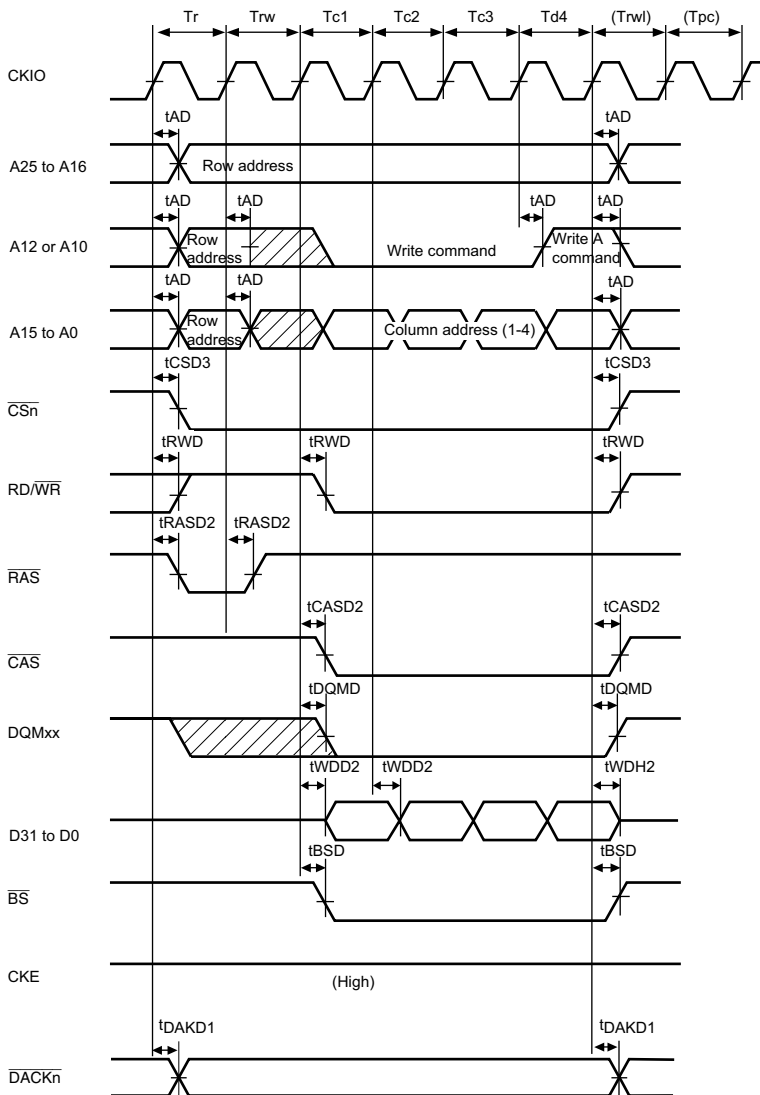 Tr Trw Tc1 Tc2 Tc3 Td4 (Trwl) (Tpc)
CKIO
tAD tAD
A25 to A16 Row address
tAD tAD tAD tAD
A12 or A10 Row address Write command Write A command
tAD tAD tAD
A15 to A0 Row address Column address (1-4)
tCSD3 tCSD3
CSn
tRWD tRWD tRWD
RD/WR
tRASD2 tRASD2
RAS
tCASD2 tCASD2
CAS
tDQMD tDQMD
DQMxx
tWDD2 tWDD2 tWDH2
D31 to D0
tBSD tBSD
BS
CKE (High)
tDAKD1 tDAKD1
DACKn